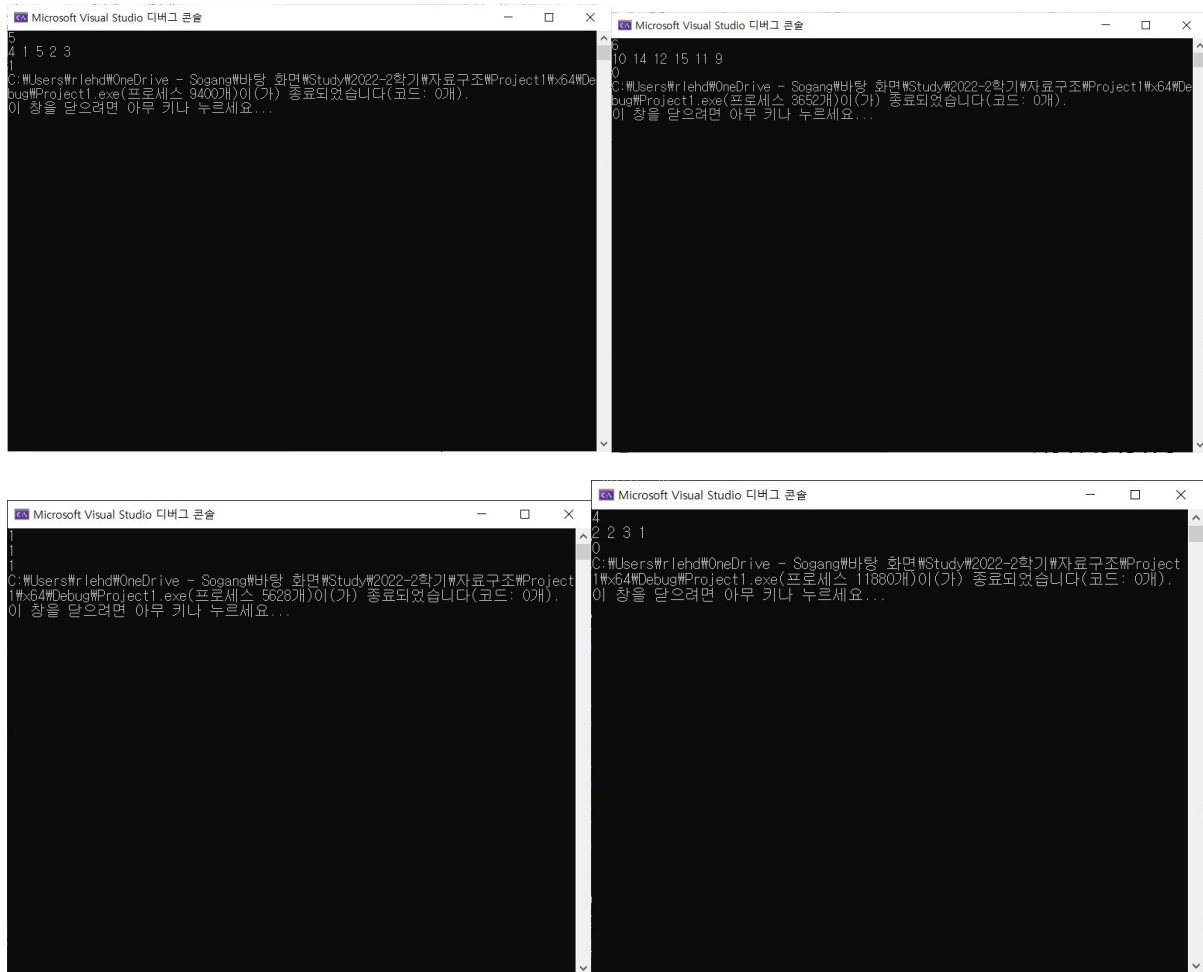 Microsoft Visual Studio 디버그 콘솔
5
4 1 5 2 3
1
C:₩Users₩rlehd₩OneDrive - Sogang₩바탕 화면₩Study₩2022-2학기₩자료구조₩Project1₩x64₩De
bug₩Project1.exe(프로세스 9400개)이(가) 종료되었습니다(코드: 0개).
이 창을 닫으려면 아무 키나 누르세요...
Microsoft Visual Studio 디버그 콘솔
6
10 14 12 15 11 9
0
C:₩Users₩rlehd₩OneDrive - Sogang₩바탕 화면₩Study₩2022-2학기₩자료구조₩Project1₩x64₩De
bug₩Project1.exe(프로세스 3652개)이(가) 종료되었습니다(코드: 0개).
이 창을 닫으려면 아무 키나 누르세요...
Microsoft Visual Studio 디버그 콘솔
1
1
1
C:₩Users₩rlehd₩OneDrive - Sogang₩바탕 화면₩Study₩2022-2학기₩자료구조₩Project
1₩x64₩Debug₩Project1.exe(프로세스 5628개)이(가) 종료되었습니다(코드: 0개).
이 창을 닫으려면 아무 키나 누르세요...
Microsoft Visual Studio 디버그 콘솔
4
2 2 3 1
0
C:₩Users₩rlehd₩OneDrive - Sogang₩바탕 화면₩Study₩2022-2학기₩자료구조₩Project
1₩x64₩Debug₩Project1.exe(프로세스 11880개)이(가) 종료되었습니다(코드: 0개).
이 창을 닫으려면 아무 키나 누르세요...